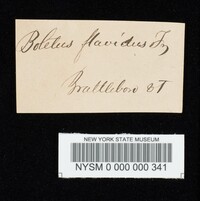 Boletus flavidus Fr
Brattleboro VT
NEW YORK STATE MUSEUM
NYSM 0 000 000 341